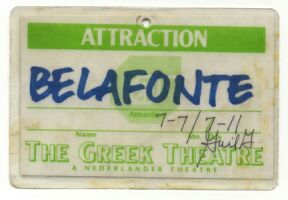 ATTRACTION
BELAFONTE
Attraction
7-7/7-11
Name
THE GREEK THEATRE
A NEDERLANDER THEATRE